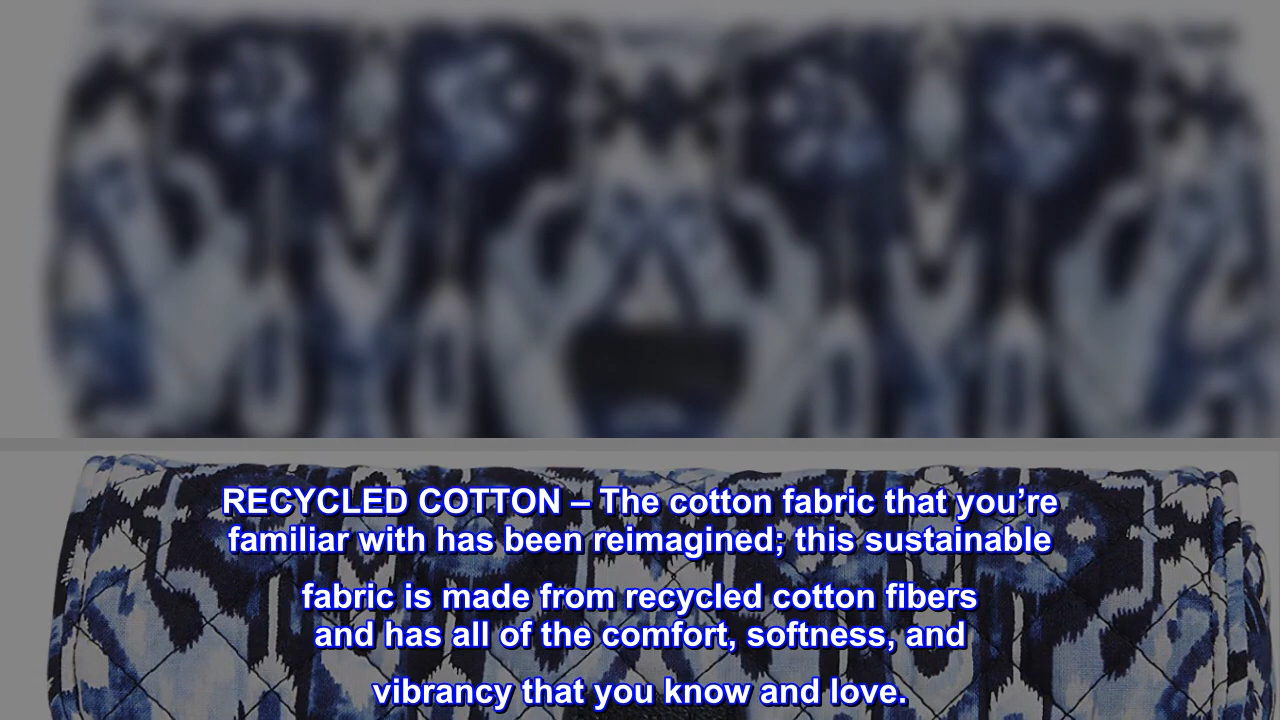 RECYCLED COTTON – The cotton fabric that you’re
familiar with has been reimagined; this sustainable
fabric is made from recycled cotton fibers
and has all of the comfort, softness, and
vibrancy that you know and love.